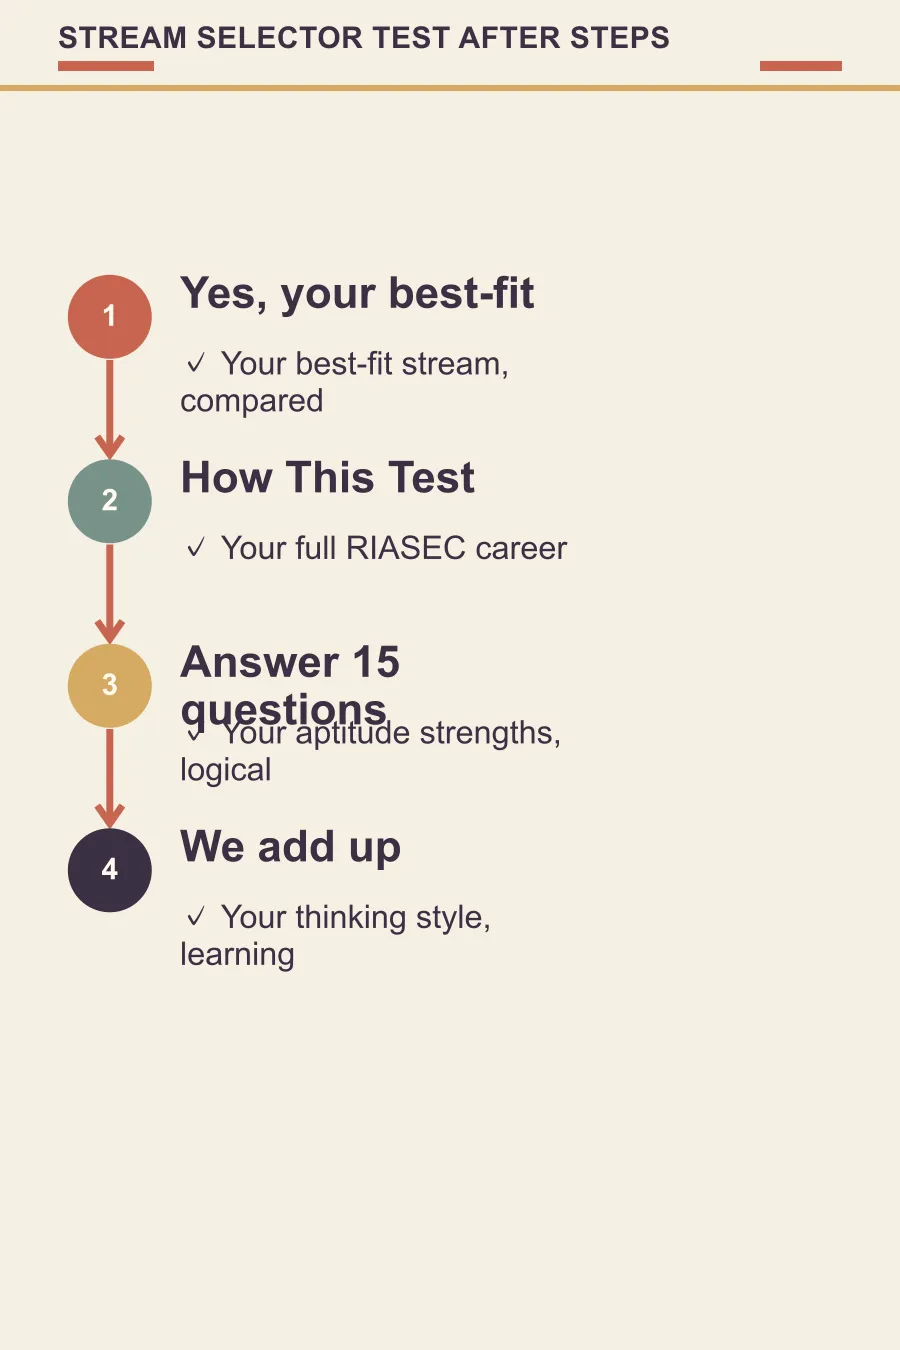 STREAM SELECTOR TEST AFTER STEPS
1
Yes, your best-fit
✓ Your best-fit stream,
compared
2
How This Test
✓ Your full RIASEC career
3
Answer 15
questions
✓ Your aptitude strengths,
logical
4
We add up
✓ Your thinking style,
learning